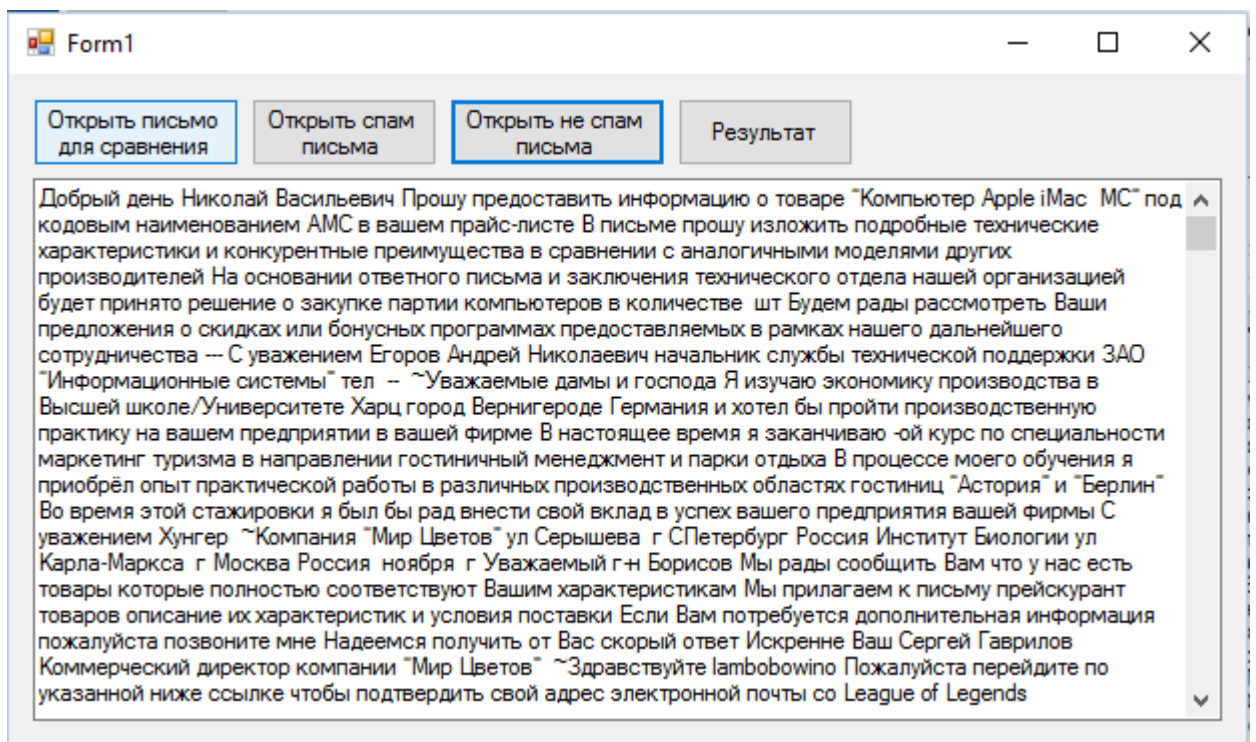 Form1
Открыть письмо для сравнения
Открыть спам письма
Открыть не спам письма
Результат
Добрый день Николай Васильевич Прошу предоставить информацию о товаре "Компьютер Apple iMac  MC" под
кодовым наименованием АМС в вашем прайс-листе В письме прошу изложить подробные технические
характеристики и конкурентные преимущества в сравнении с аналогичными моделями других
производителей На основании ответного письма и заключения технического отдела нашей организацией
будет принято решение о закупке партии компьютеров в количестве  шт Будем рады рассмотреть Ваши
предложения о скидках или бонусных программах предоставляемых в рамках нашего дальнейшего
сотрудничества --- С уважением Егоров Андрей Николаевич начальник службы технической поддержки ЗАО
"Информационные системы" тел  --  ~Уважаемые дамы и господа Я изучаю экономику производства в
Высшей школе/Университете Харц город Вернигероде Германия и хотел бы пройти производственную
практику на вашем предприятии в вашей фирме В настоящее время я заканчиваю -ой курс по специальности
маркетинг туризма в направлении гостиничный менеджмент и парки отдыха В процессе моего обучения я
приобрёл опыт практической работы в различных производственных областях гостиниц "Астория" и "Берлин"
Во время этой стажировки я был бы рад внести свой вклад в успех вашего предприятия вашей фирмы С
уважением Хунгер  ~Компания "Мир Цветов" ул Серышева  г СПетербург Россия Институт Биологии ул
Карла-Маркса  г Москва Россия  ноября  г Уважаемый г-н Борисов Мы рады сообщить Вам что у нас есть
товары которые полностью соответствуют Вашим характеристикам Мы прилагаем к письму прейскурант
товаров описание их характеристик и условия поставки Если Вам потребуется дополнительная информация
пожалуйста позвоните мне Надеемся получить от Вас скорый ответ Искренне Ваш Сергей Гаврилов
Коммерческий директор компании "Мир Цветов"  ~Здравствуйте lambobowino Пожалуйста перейдите по
указанной ниже ссылке чтобы подтвердить свой адрес электронной почты со League of Legends